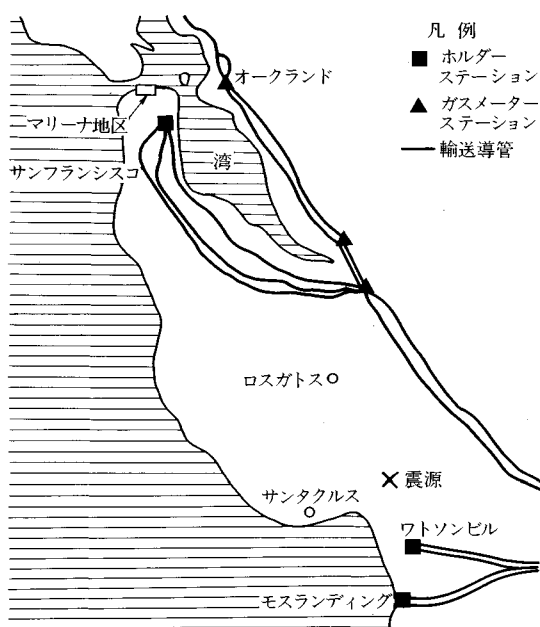 凡例
■ ホルダー
ステーション
▲ ガスメーター
ステーション
━ 輸送導管
オークランド
マリーナ地区
サンフランシスコ
湾
ロスガトス
震源
サンタクルス
ワトソンビル
モスランディング